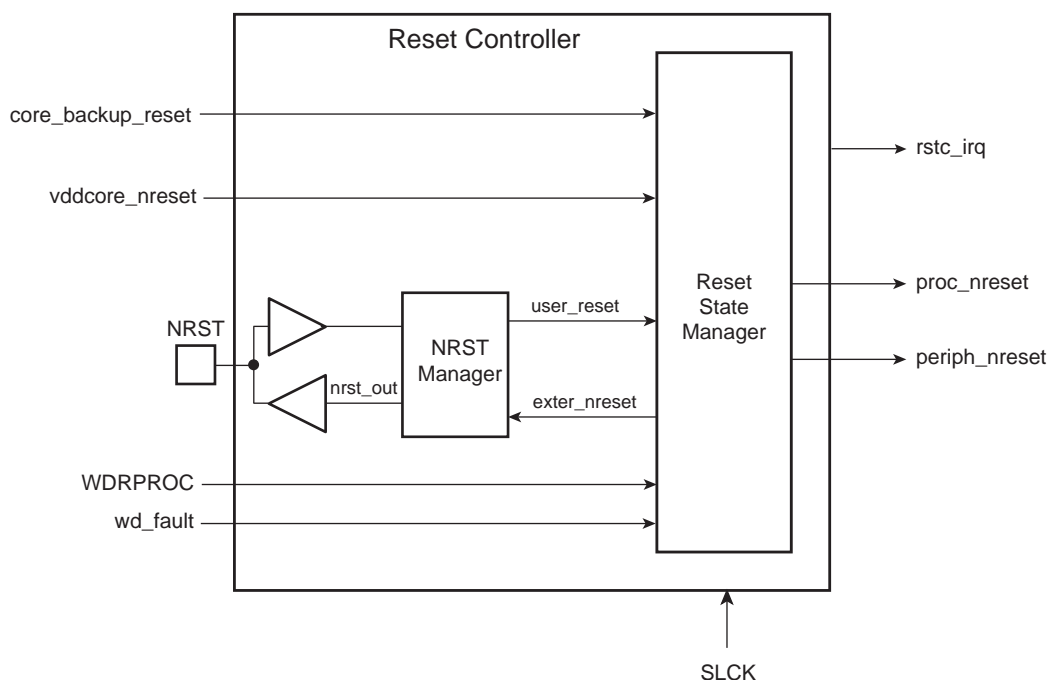 Reset Controller
core_backup_reset
rstc_irq
vddcore_nreset
Reset
State
Manager
proc_nreset
user_reset
NRST
NRST
Manager
periph_nreset
nrst_out
exter_nreset
WDRPROC
wd_fault
SLCK